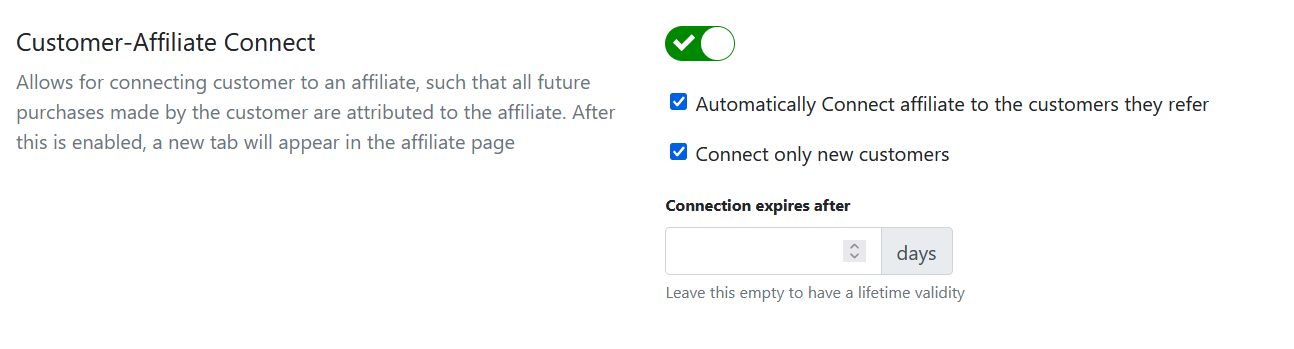 Customer-Affiliate Connect
Allows for connecting customer to an affiliate, such that all future
purchases made by the customer are attributed to the affiliate. After
this is enabled, a new tab will appear in the affiliate page
Automatically Connect affiliate to the customers they refer
Connect only new customers
Connection expires after
days
Leave this empty to have a lifetime validity